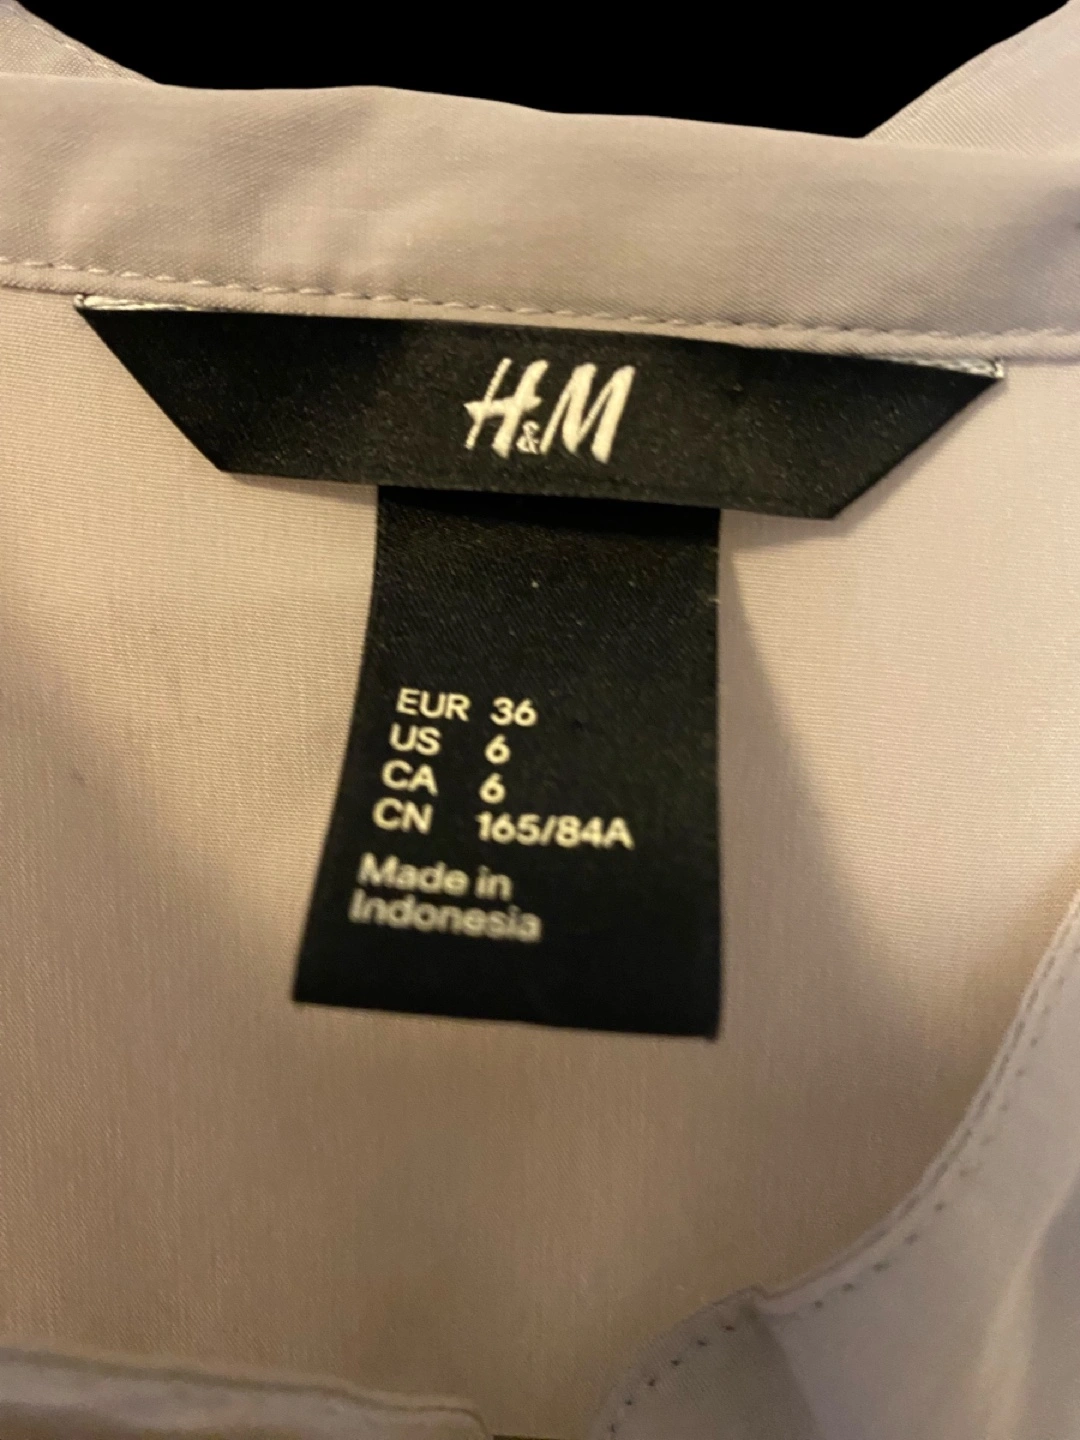 H&M
EUR 36
US 6
CA 6
CN 165/84A
Made in
Indonesia